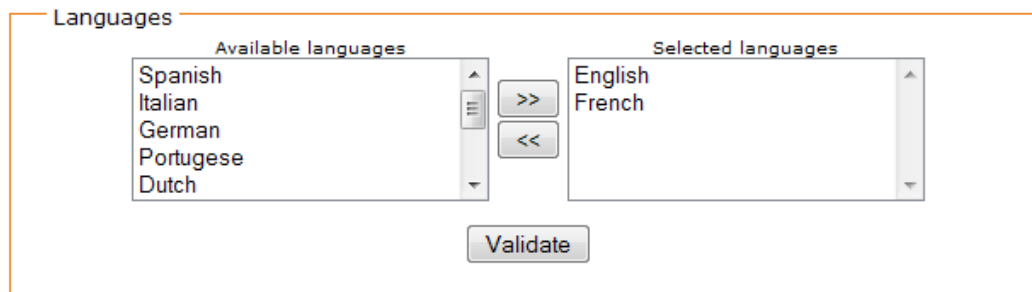 Languages
Available languages
Selected languages
Spanish
Italian
German
Portugese
Dutch
>>
<<
English
French
Validate